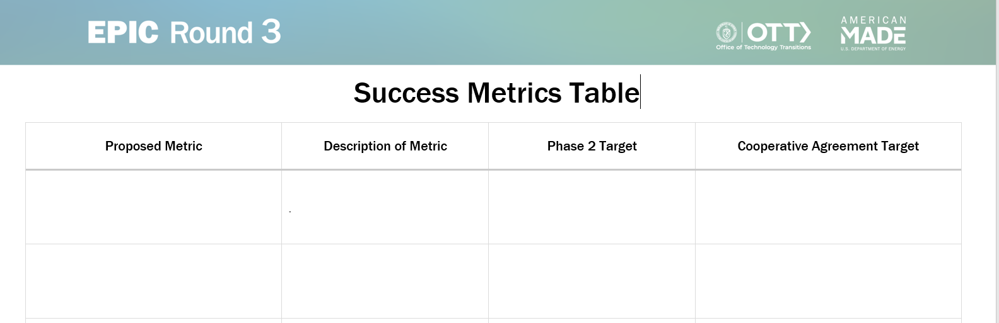 EPIC Round 3
OTT
Office of Technology Transitions
AMERICAN
MADE
U.S. DEPARTMENT OF ENERGY
Success Metrics Table
Proposed Metric
Description of Metric
Phase 2 Target
Cooperative Agreement Target
-